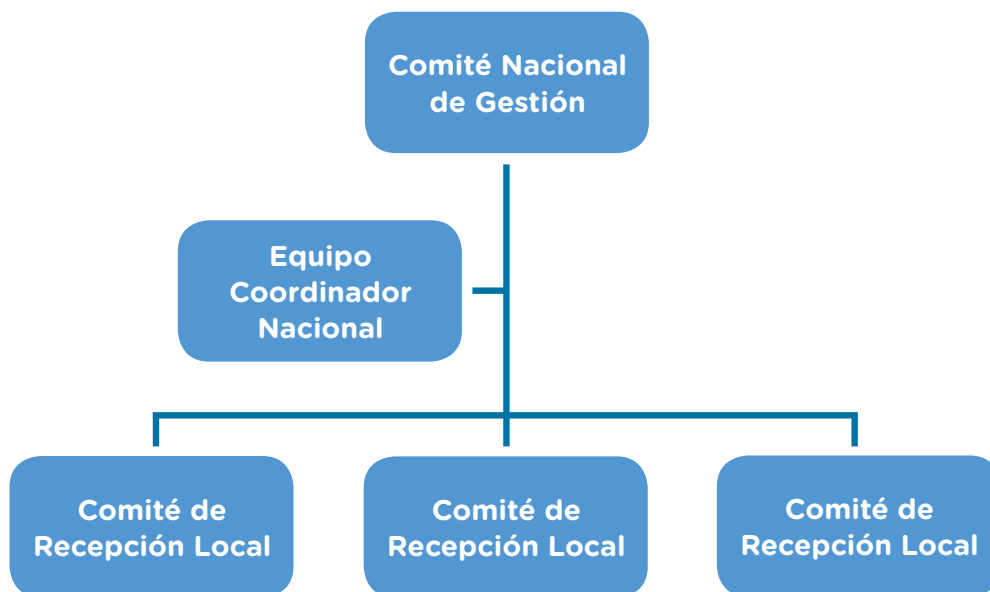 Comité Nacional
de Gestión
Equipo
Coordinador
Nacional
Comité de
Recepción Local
Comité de
Recepción Local
Comité de
Recepción Local